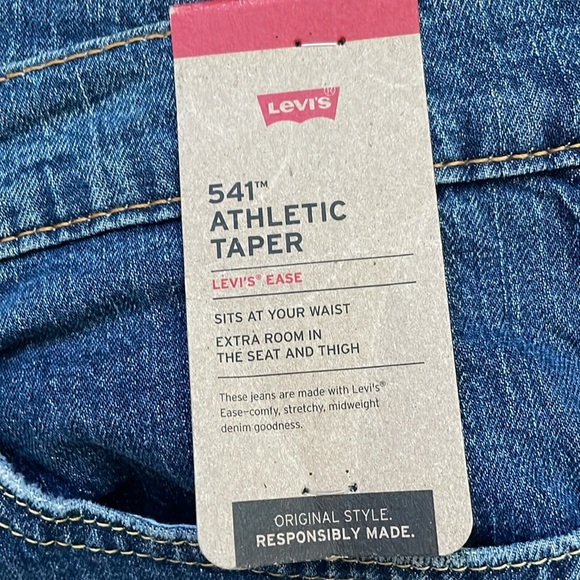 LEVI'S®
541™
ATHLETIC
TAPER
LEVI'S® EASE
SITS AT YOUR WAIST
EXTRA ROOM IN
THE SEAT AND THIGH
These jeans are made with Levi's®
Ease–comfy, stretchy, midweight
denim goodness.
ORIGINAL STYLE.
RESPONSIBLY MADE.